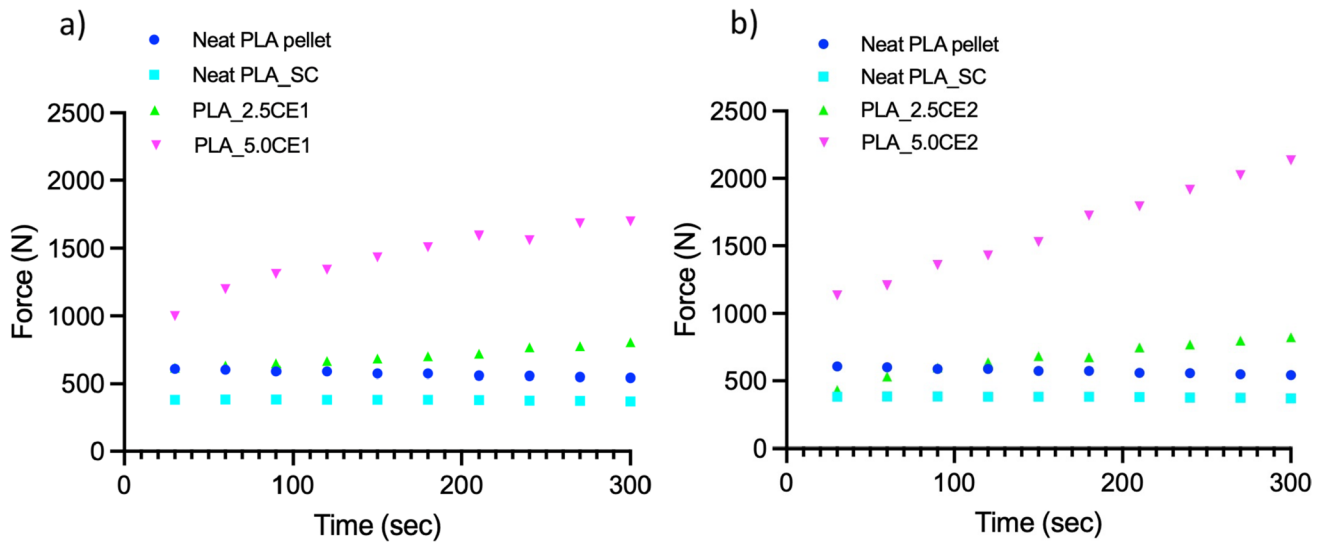 a)
Neat PLA pellet
Neat PLA_SC
PLA_2.5CE1
PLA_5.0CE1
2500
2000
1500
1000
500
0
Force (N)
0 100 200 300
Time (sec)
b)
Neat PLA pellet
Neat PLA_SC
PLA_2.5CE2
PLA_5.0CE2
2500
2000
1500
1000
500
0
Force (N)
0 100 200 300
Time (sec)